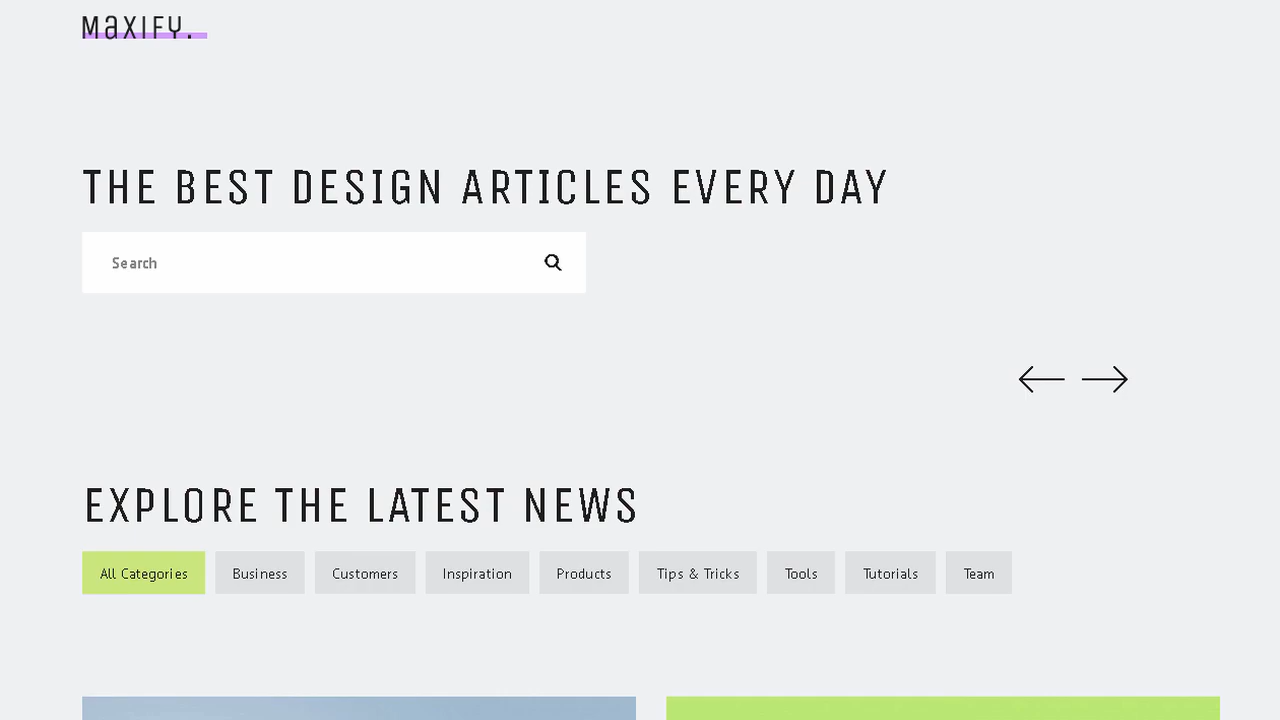 Maxify.
THE BEST DESIGN ARTICLES EVERY DAY
Search
EXPLORE THE LATEST NEWS
All Categories
Business
Customers
Inspiration
Products
Tips & Tricks
Tools
Tutorials
Team